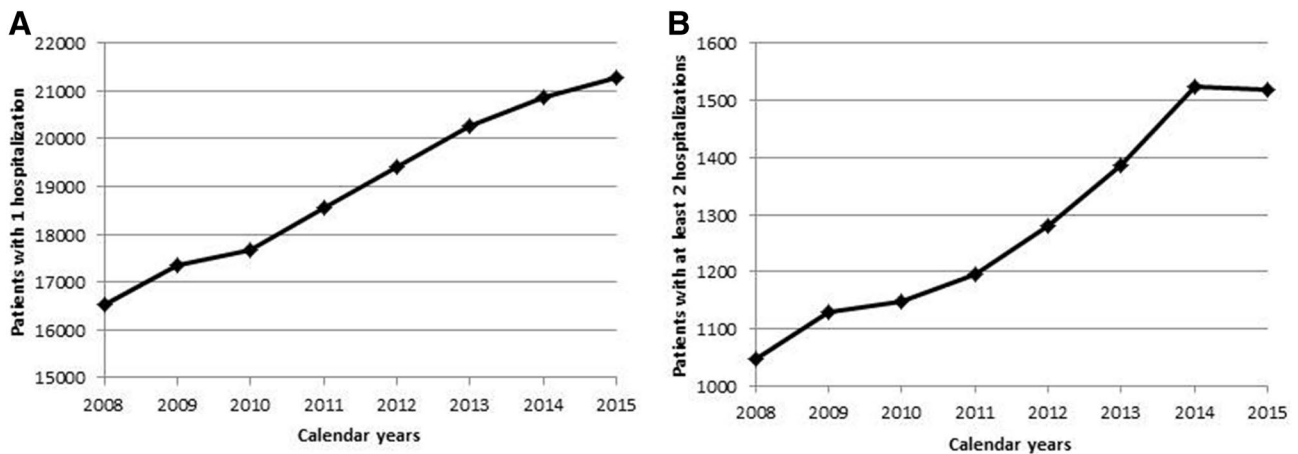 A
Patients with 1 hospitalization
22000
21000
20000
19000
18000
17000
16000
15000
2008 2009 2010 2011 2012 2013 2014 2015
Calendar years
B
Patients with at least 2 hospitalizations
1600
1500
1400
1300
1200
1100
1000
2008 2009 2010 2011 2012 2013 2014 2015
Calendar years